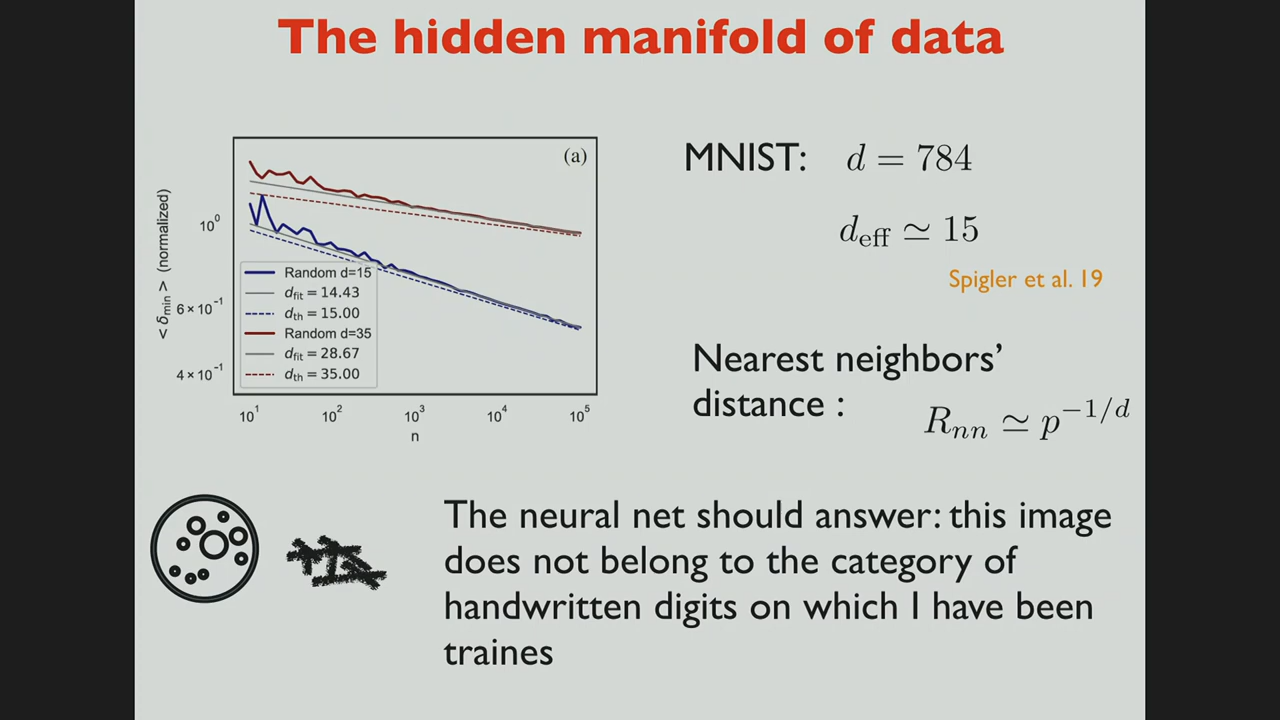 The hidden manifold of data
(a)
< δmin > (normalized)
10⁰
6 × 10⁻¹
4 × 10⁻¹
Random d=15
dfit = 14.43
dth = 15.00
Random d=35
dfit = 28.67
dth = 35.00
10¹ 10² 10³ 10⁴ 10⁵
n
MNIST: d = 784
deff ≃ 15
Spigler et al. 19
Nearest neighbors’
distance :
Rnn ≃ p^−1/d
The neural net should answer: this image
does not belong to the category of
handwritten digits on which I have been
traines